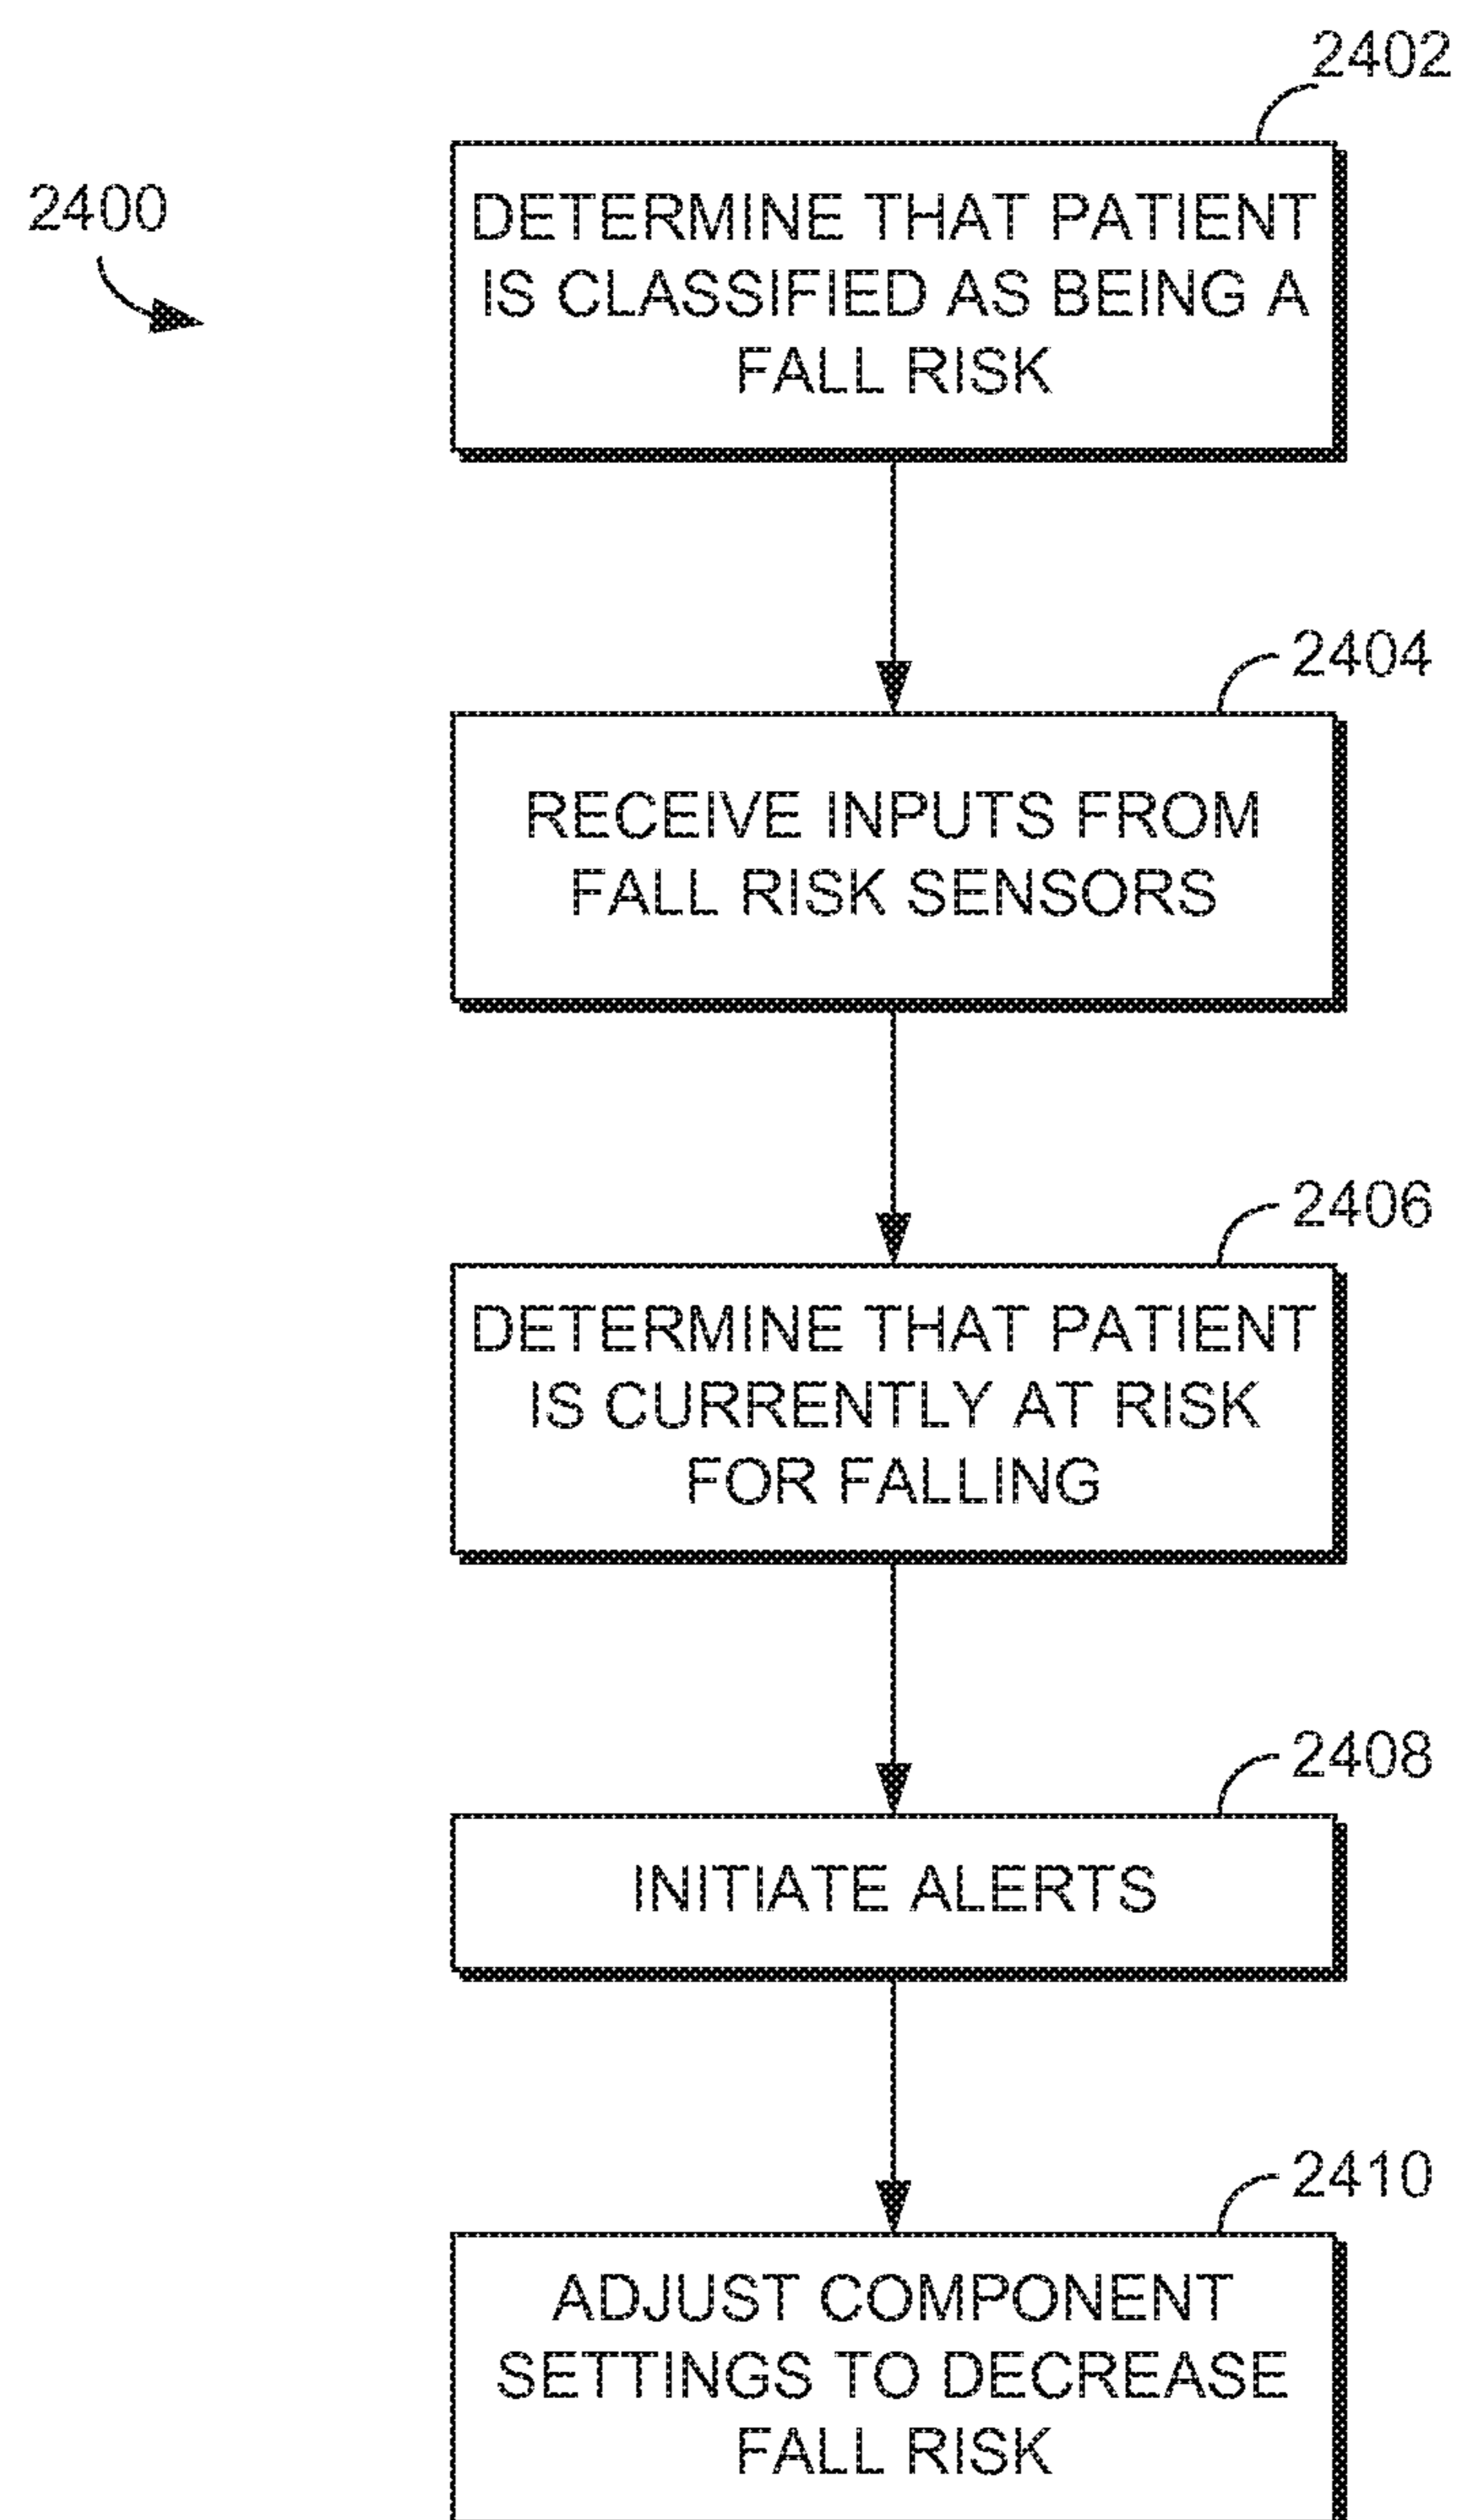 2402
2400
DETERMINE THAT PATIENT
IS CLASSIFIED AS BEING A
FALL RISK
2404
RECEIVE INPUTS FROM
FALL RISK SENSORS
2406
DETERMINE THAT PATIENT
IS CURRENTLY AT RISK
FOR FALLING
2408
INITIATE ALERTS
2410
ADJUST COMPONENT
SETTINGS TO DECREASE
FALL RISK